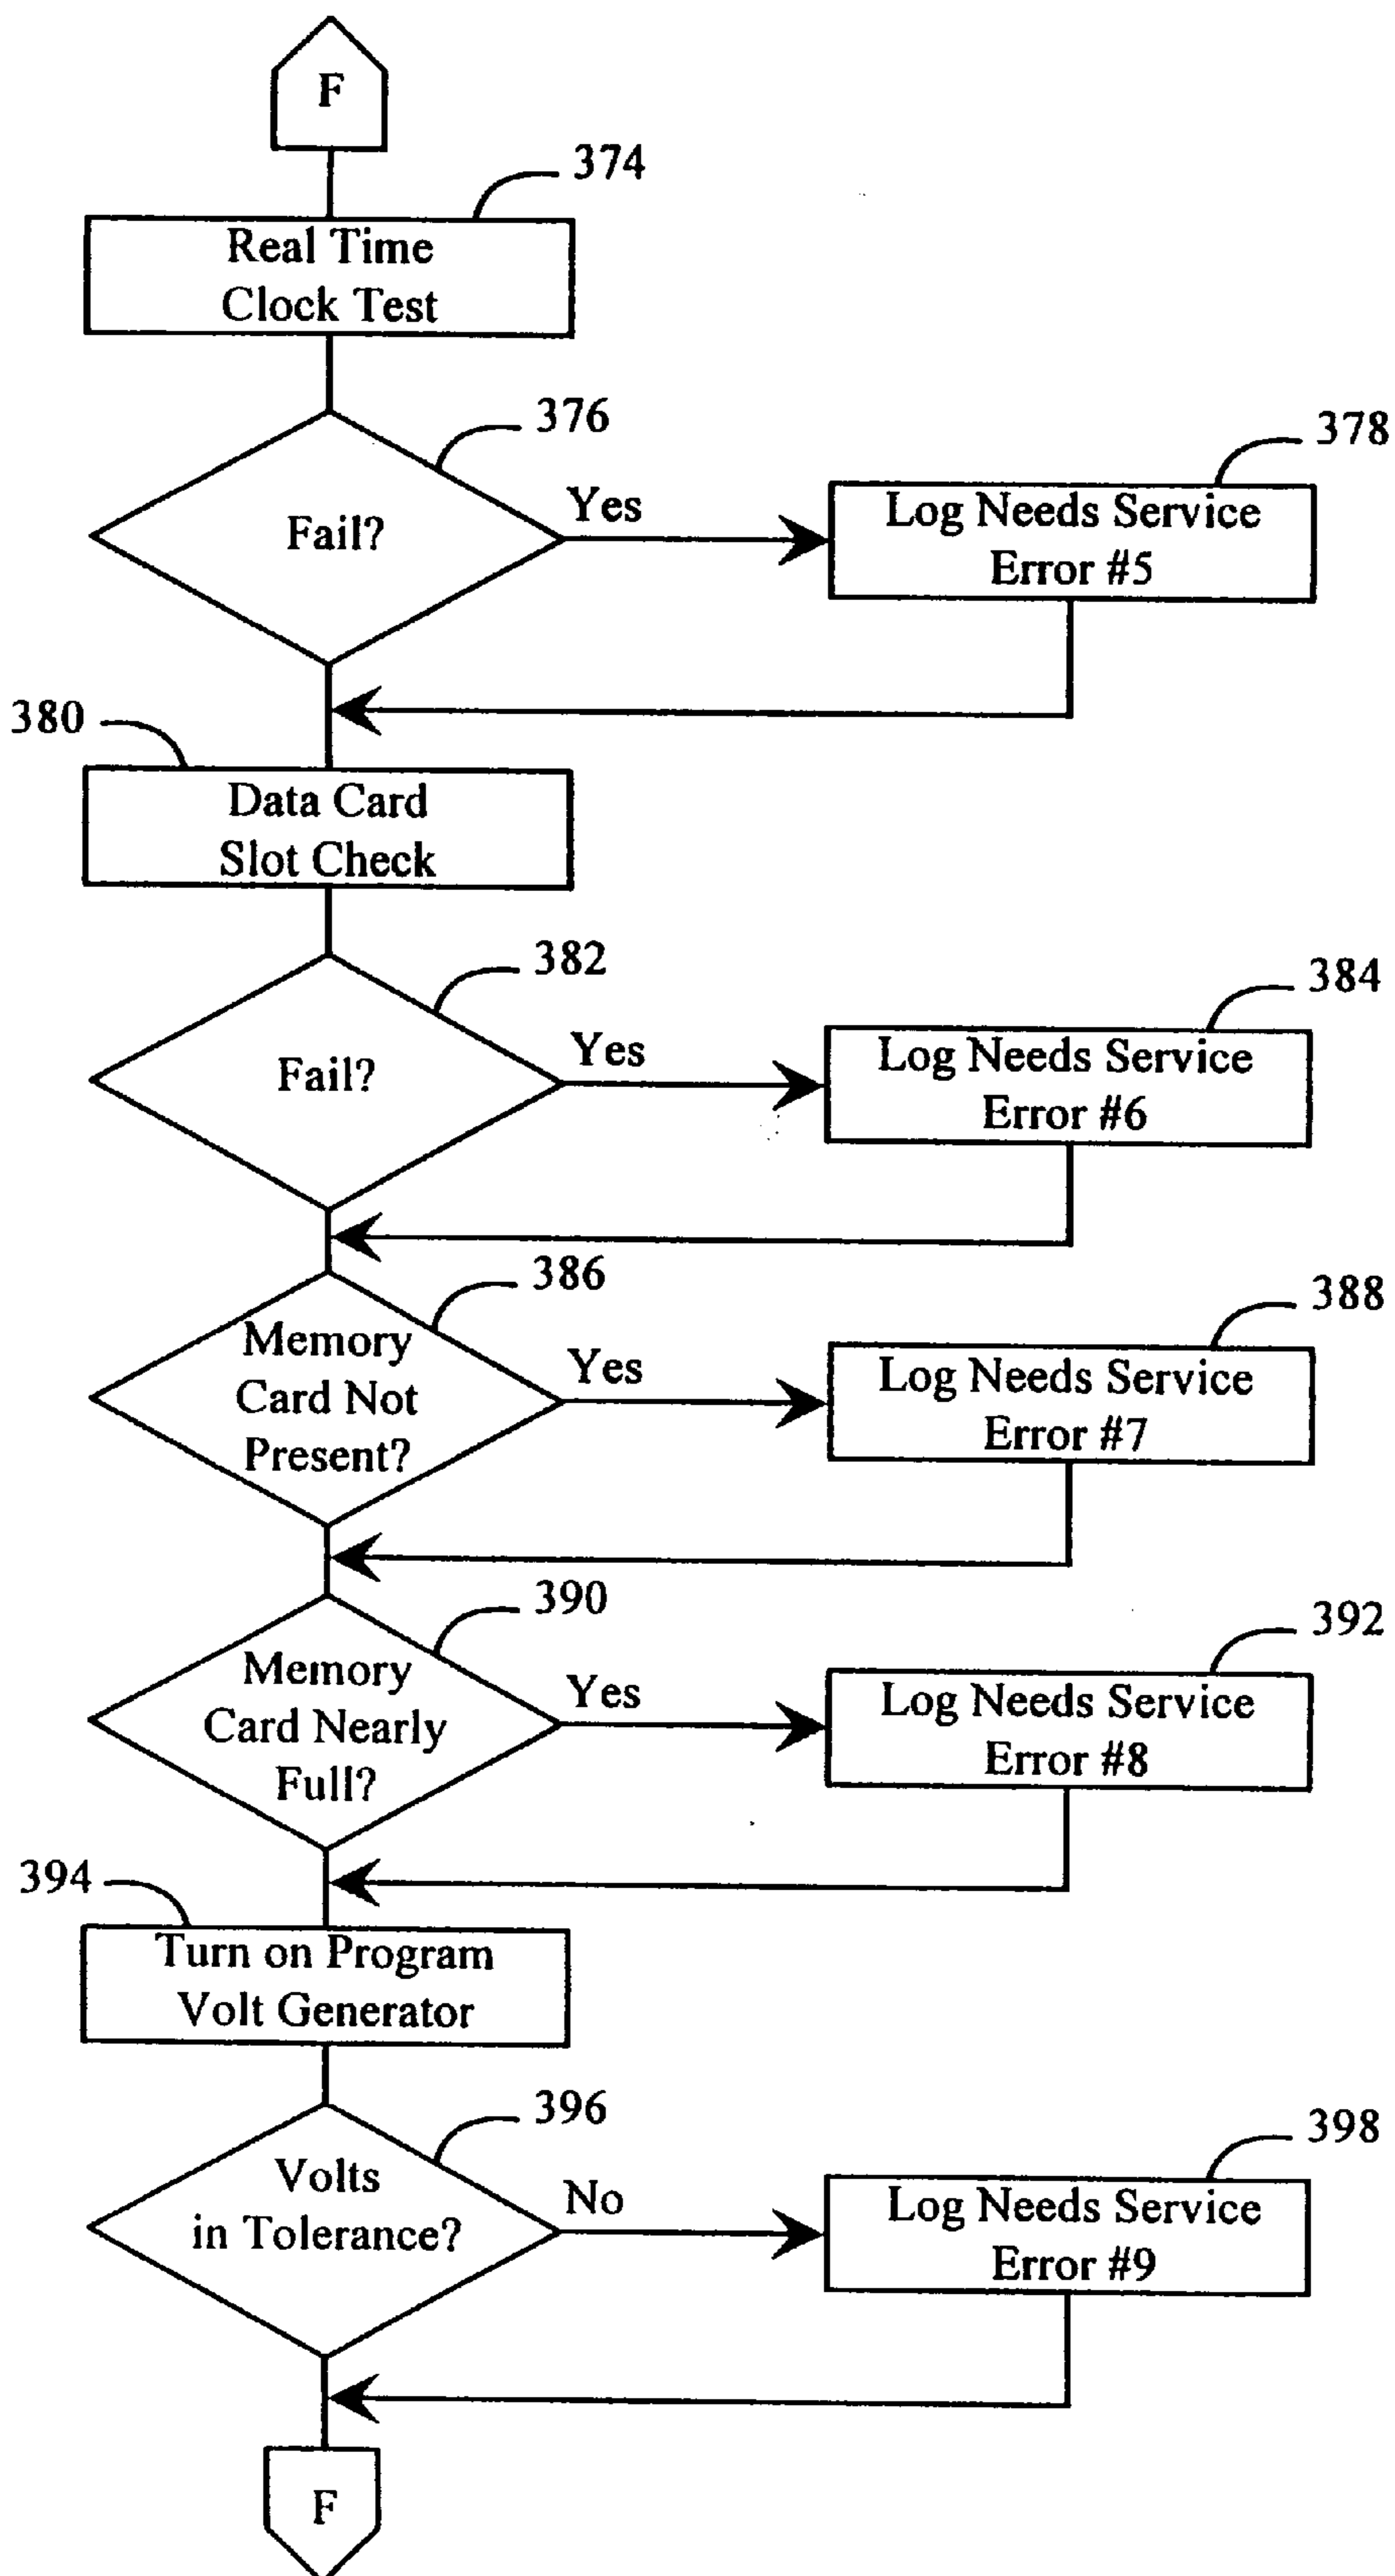 F
374
Real Time
Clock Test
376
Fail?
Yes
378
Log Needs Service
Error #5
380
Data Card
Slot Check
382
Fail?
Yes
384
Log Needs Service
Error #6
386
Memory
Card Not
Present?
Yes
388
Log Needs Service
Error #7
390
Memory
Card Nearly
Full?
Yes
392
Log Needs Service
Error #8
394
Turn on Program
Volt Generator
396
Volts
in Tolerance?
No
398
Log Needs Service
Error #9
F